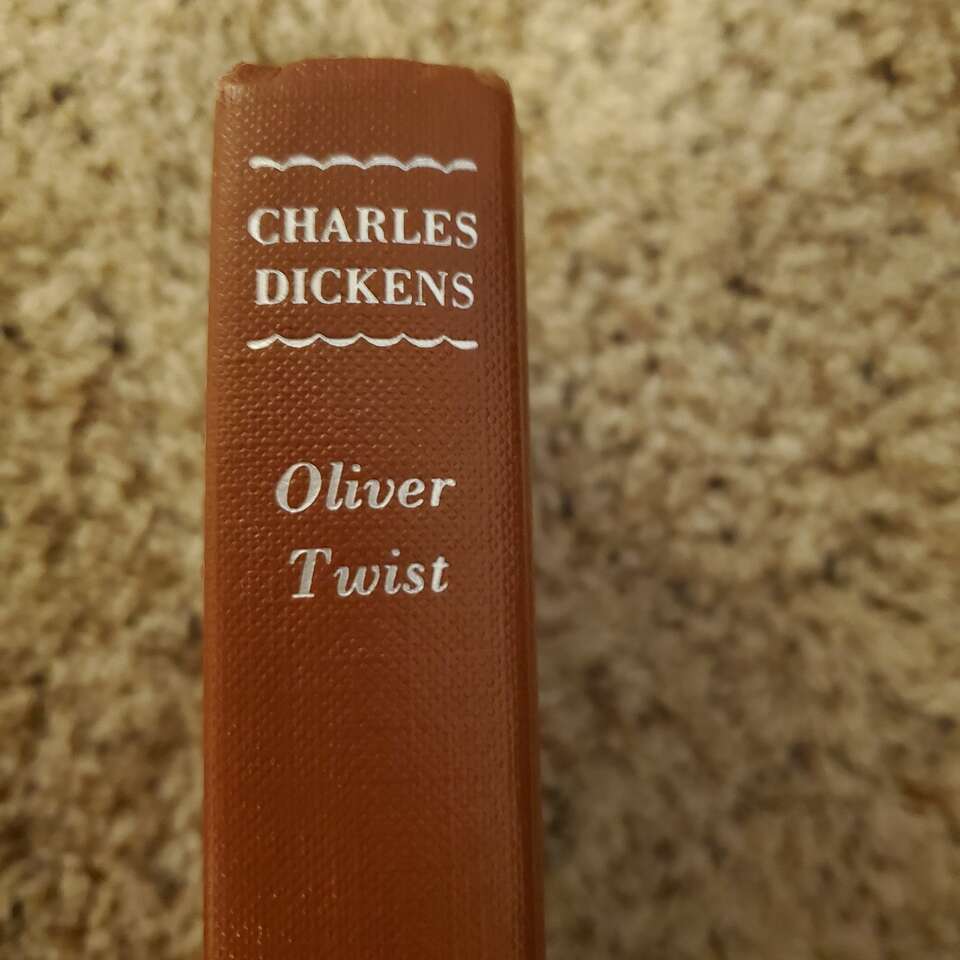 CHARLES
DICKENS
Oliver
Twist